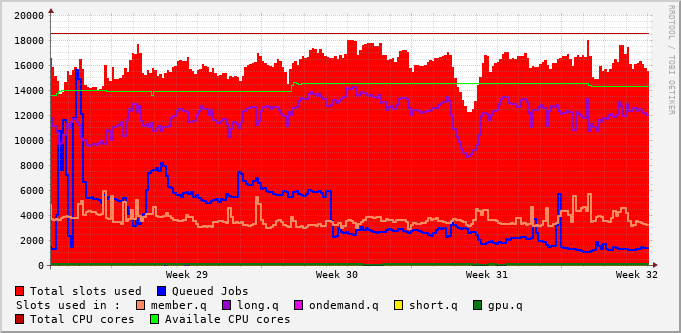 20000
18000
16000
14000
12000
10000
8000
6000
4000
2000
0
Week 29 Week 30 Week 31 Week 32
Total slots used Queued Jobs
Slots used in : member.q long.q ondemand.q short.q gpu.q
Total CPU cores Availale CPU cores
RRDTOOL / TOBI OETIKER